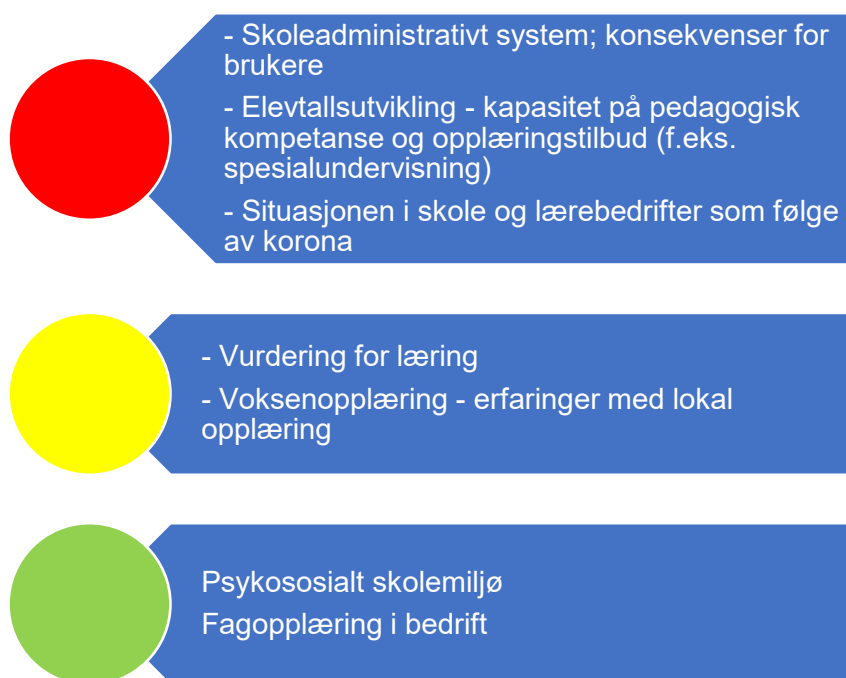 - Skoleadministrativt system; konsekvenser for
brukere
- Elevtallsutvikling - kapasitet på pedagogisk
kompetanse og opplæringstilbud (f.eks.
spesialundervisning)
- Situasjonen i skole og lærebedrifter som følge
av korona
- Vurdering for læring
- Voksenopplæring - erfaringer med lokal
opplæring
Psykososialt skolemiljø
Fagopplæring i bedrift